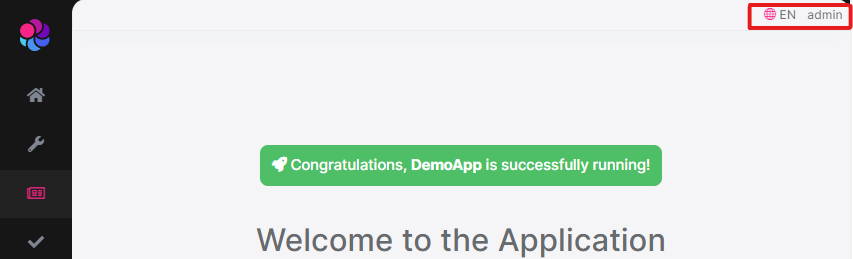 EN admin
Congratulations, DemoApp is successfully running!
Welcome to the Application